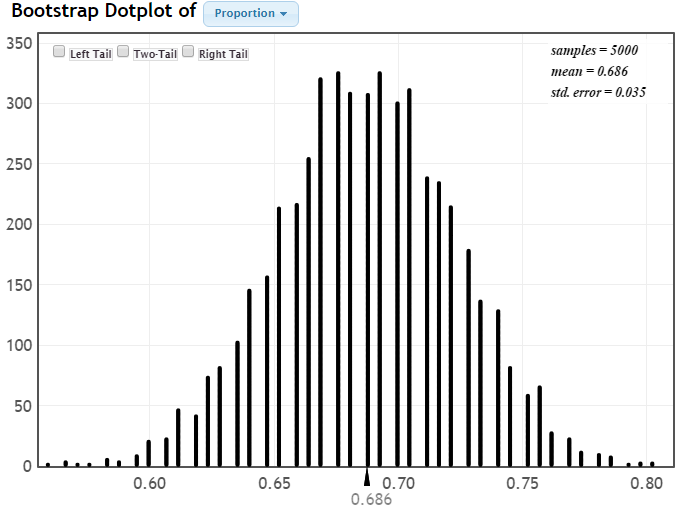 Bootstrap Dotplot of Proportion
Left Tail Two-Tail Right Tail
samples = 5000
mean = 0.686
std. error = 0.035
350
300
250
200
150
100
50
0
0.60 0.65 0.70 0.75 0.80
0.686